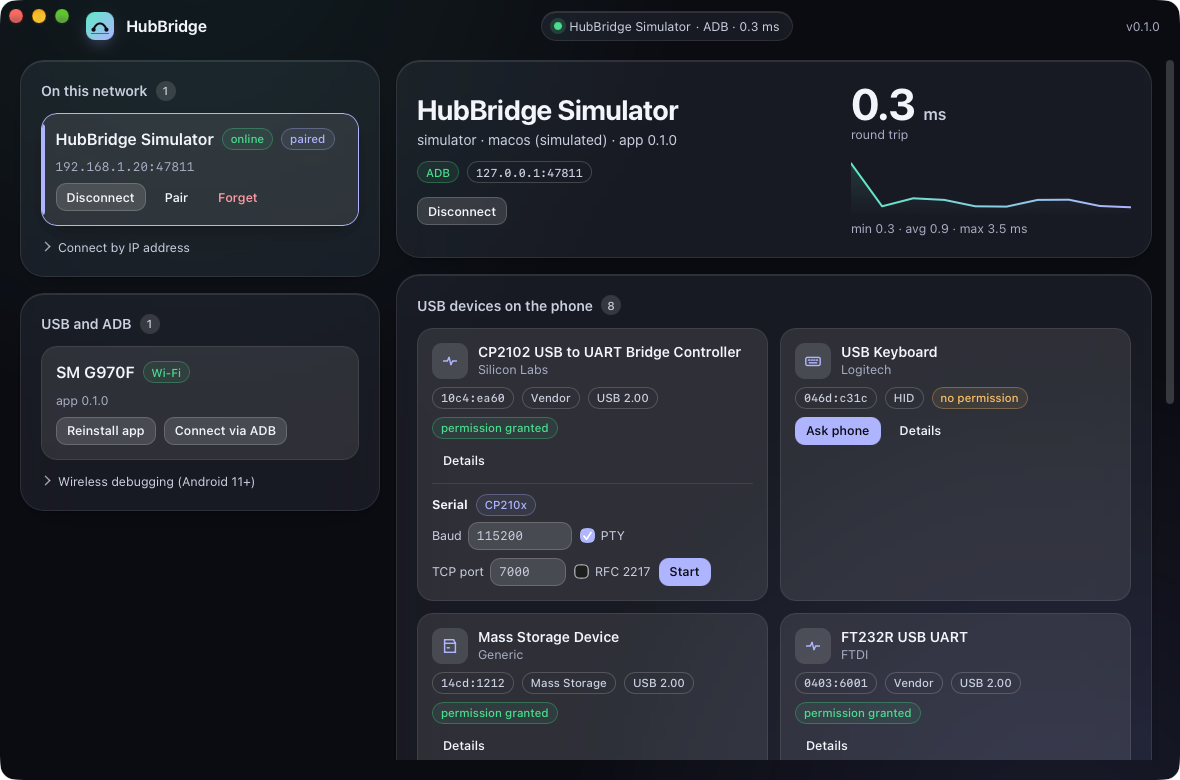 HubBridge
HubBridge Simulator · ADB · 0.3 ms
v0.1.0
On this network 1
HubBridge Simulator online paired
192.168.1.20:47811
Disconnect Pair Forget
Connect by IP address
USB and ADB 1
SM G970F Wi-Fi
app 0.1.0
Reinstall app Connect via ADB
Wireless debugging (Android 11+)
HubBridge Simulator
simulator · macos (simulated) · app 0.1.0
ADB 127.0.0.1:47811
Disconnect
0.3 ms
round trip
min 0.3 · avg 0.9 · max 3.5 ms
USB devices on the phone 8
CP2102 USB to UART Bridge Controller
Silicon Labs
10c4:ea60 Vendor USB 2.00
permission granted
Details
Serial CP210x
Baud 115200 PTY
TCP port 7000 RFC 2217 Start
USB Keyboard
Logitech
046d:c31c HID no permission
Ask phone Details
Mass Storage Device
Generic
14cd:1212 Mass Storage USB 2.00
permission granted
Details
FT232R USB UART
FTDI
0403:6001 Vendor USB 2.00
permission granted
Details